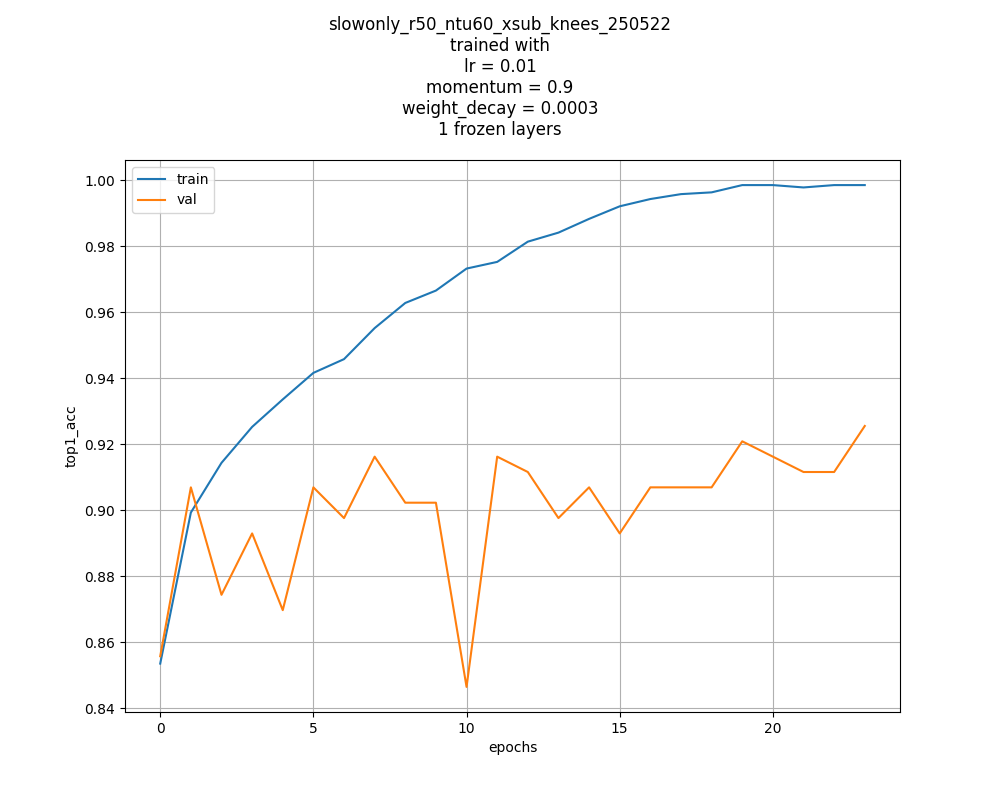 slowonly_r50_ntu60_xsub_knees_250522
trained with
lr = 0.01
momentum = 0.9
weight_decay = 0.0003
1 frozen layers
train
val
1.00
0.98
0.96
0.94
0.92
0.90
0.88
0.86
0.84
top1_acc
0 5 10 15 20
epochs